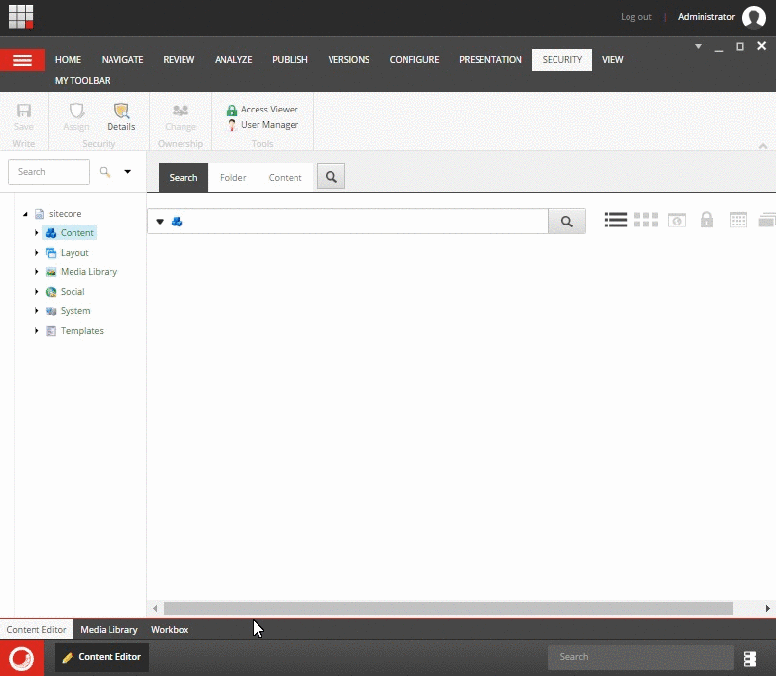 Log out | Administrator
HOME NAVIGATE REVIEW ANALYZE PUBLISH VERSIONS CONFIGURE PRESENTATION SECURITY VIEW
MY TOOLBAR
Save Assign Details Change Access Viewer
User Manager
Write Security Ownership Tools
Search Search Folder Content
sitecore
Content
Layout
Media Library
Social
System
Templates
Content Editor Media Library Workbox
Content Editor Search